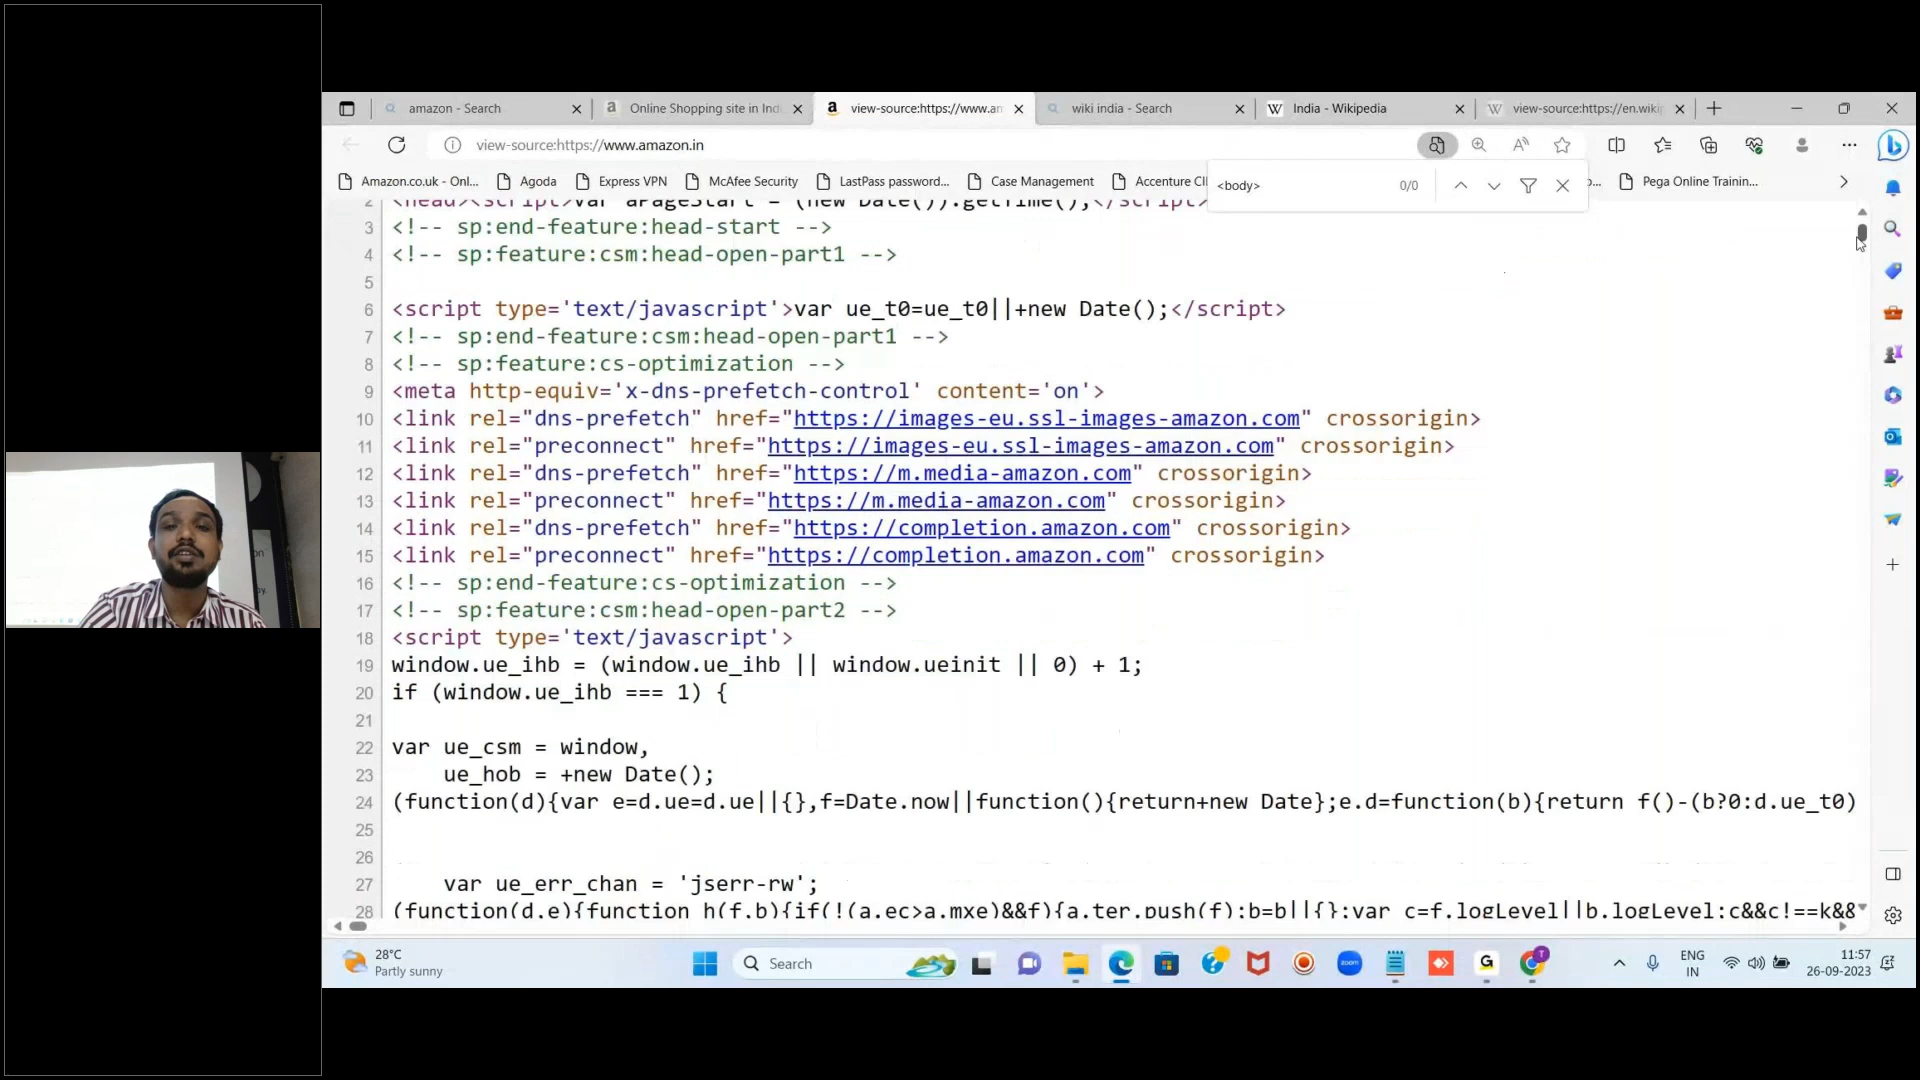 amazon - Search
Online Shopping site in Ind
view-source:https://www.an
wiki india - Search
India - Wikipedia
view-source:https://en.wiki
view-source:https://www.amazon.in
Amazon.co.uk - Onl...
Agoda
Express VPN
McAfee Security
LastPass password...
Case Management
Accenture CI
Pega Online Trainin...
<body>
0/0
2 <head><script>var aPageStart = (new Date()).getTime();</script>
3 <!-- sp:end-feature:head-start -->
4 <!-- sp:feature:csm:head-open-part1 -->
5
6 <script type='text/javascript'>var ue_t0=ue_t0||+new Date();</script>
7 <!-- sp:end-feature:csm:head-open-part1 -->
8 <!-- sp:feature:cs-optimization -->
9 <meta http-equiv='x-dns-prefetch-control' content='on'>
10 <link rel="dns-prefetch" href="https://images-eu.ssl-images-amazon.com" crossorigin>
11 <link rel="preconnect" href="https://images-eu.ssl-images-amazon.com" crossorigin>
12 <link rel="dns-prefetch" href="https://m.media-amazon.com" crossorigin>
13 <link rel="preconnect" href="https://m.media-amazon.com" crossorigin>
14 <link rel="dns-prefetch" href="https://completion.amazon.com" crossorigin>
15 <link rel="preconnect" href="https://completion.amazon.com" crossorigin>
16 <!-- sp:end-feature:cs-optimization -->
17 <!-- sp:feature:csm:head-open-part2 -->
18 <script type='text/javascript'>
19 window.ue_ihb = (window.ue_ihb || window.ueinit || 0) + 1;
20 if (window.ue_ihb === 1) {
21
22 var ue_csm = window,
23 ue_hob = +new Date();
24 (function(d){var e=d.ue=d.ue||{},f=Date.now||function(){return+new Date};e.d=function(b){return f()-(b?0:d.ue_t0)
25
26
27 var ue_err_chan = 'jserr-rw';
28 (function(d,e){function h(f,b){if(!(a.ec>a.mxe)&&f){a.ter.push(f);b=b||{};var c=f.logLevel||b.logLevel;c&&c!==k&&
28°C
Partly sunny
Search
zoom
ENG
IN
11:57
26-09-2023